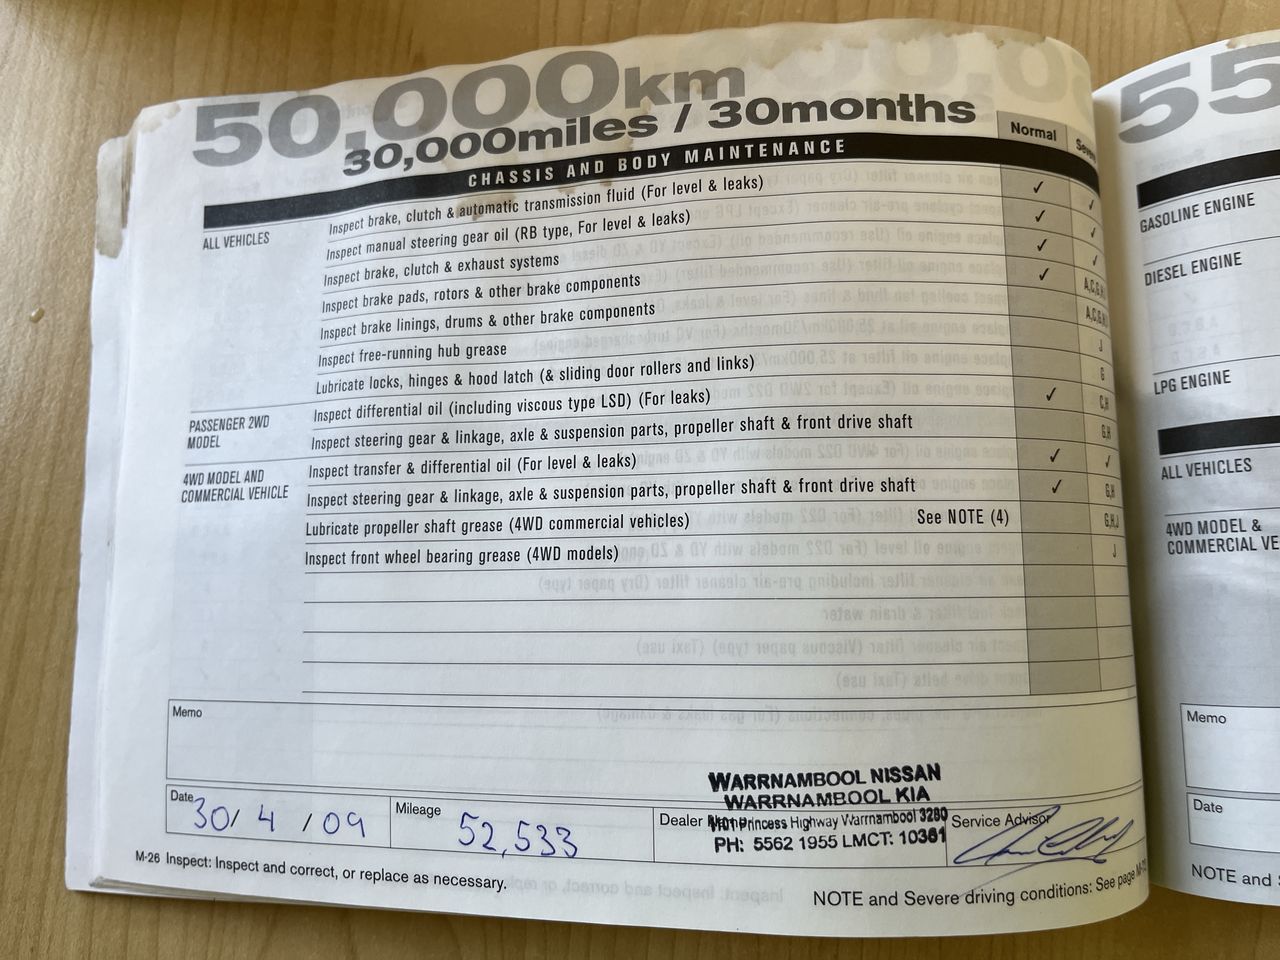 50,000km
30,000miles / 30months
CHASSIS AND BODY MAINTENANCE
Normal
ALL VEHICLES
Inspect brake, clutch & automatic transmission fluid (For level & leaks) ✓ ✓
Inspect manual steering gear oil (RB type, For level & leaks) ✓ ✓
Inspect brake, clutch & exhaust systems ✓ ✓
Inspect brake pads, rotors & other brake components ✓
Inspect brake linings, drums & other brake components
Inspect free-running hub grease J
Lubricate locks, hinges & hood latch (& sliding door rollers and links) G
PASSENGER 2WD
MODEL
Inspect differential oil (including viscous type LSD) (For leaks) ✓ C,H
Inspect steering gear & linkage, axle & suspension parts, propeller shaft & front drive shaft G,H
4WD MODEL AND
COMMERCIAL VEHICLE
Inspect transfer & differential oil (For level & leaks) ✓ ✓
Inspect steering gear & linkage, axle & suspension parts, propeller shaft & front drive shaft ✓ G,H
Lubricate propeller shaft grease (4WD commercial vehicles) See NOTE (4) G,H,J
Inspect front wheel bearing grease (4WD models) J
Memo
Date 30/ 4 / 09
Mileage 52,533
Dealer
WARRNAMBOOL NISSAN
WARRNAMBOOL KIA
Princess Highway Warrnambool 3280
PH: 5562 1955 LMCT: 10361
Service Advisor
M-26 Inspect: Inspect and correct, or replace as necessary.
NOTE and Severe driving conditions: See page
55
GASOLINE ENGINE
DIESEL ENGINE
LPG ENGINE
ALL VEHICLES
4WD MODEL &
COMMERCIAL VE
Memo
Date
NOTE and